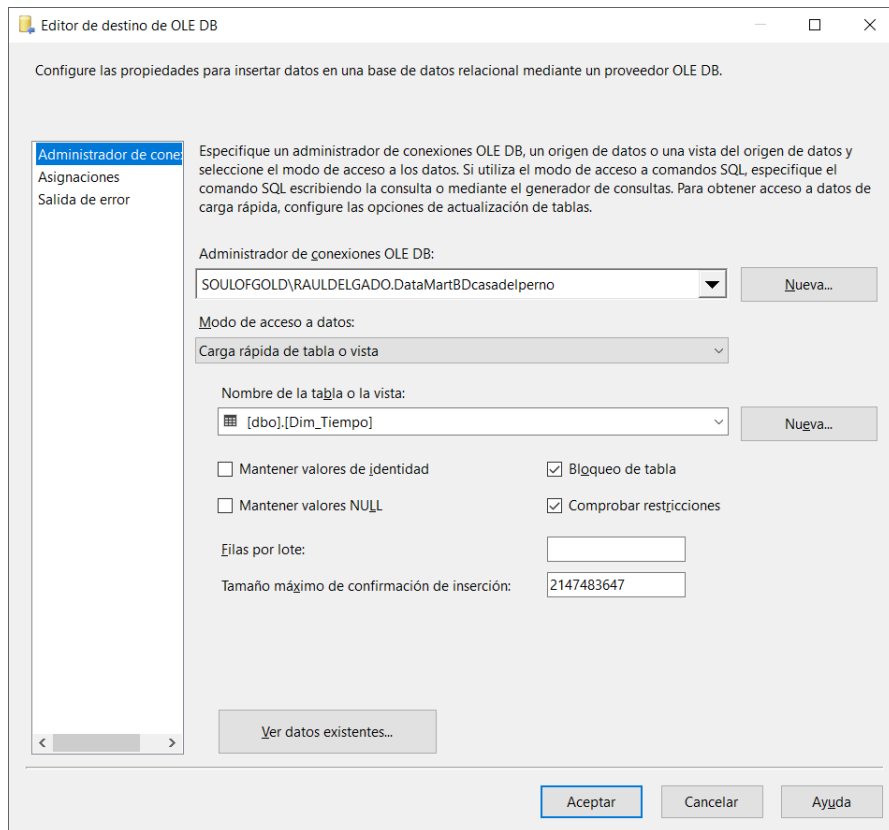 Editor de destino de OLE DB
Configure las propiedades para insertar datos en una base de datos relacional mediante un proveedor OLE DB.
Administrador de cone
Asignaciones
Salida de error
Especifique un administrador de conexiones OLE DB, un origen de datos o una vista del origen de datos y
seleccione el modo de acceso a los datos. Si utiliza el modo de acceso a comandos SQL, especifique el
comando SQL escribiendo la consulta o mediante el generador de consultas. Para obtener acceso a datos de
carga rápida, configure las opciones de actualización de tablas.
Administrador de conexiones OLE DB:
SOULOFGOLD\RAULDELGADO.DataMartBDcasadelperno
Nueva...
Modo de acceso a datos:
Carga rápida de tabla o vista
Nombre de la tabla o la vista:
[dbo].[Dim_Tiempo]
Nueva...
Mantener valores de identidad
Bloqueo de tabla
Mantener valores NULL
Comprobar restricciones
Filas por lote:
Tamaño máximo de confirmación de inserción:
2147483647
Ver datos existentes...
Aceptar
Cancelar
Ayuda